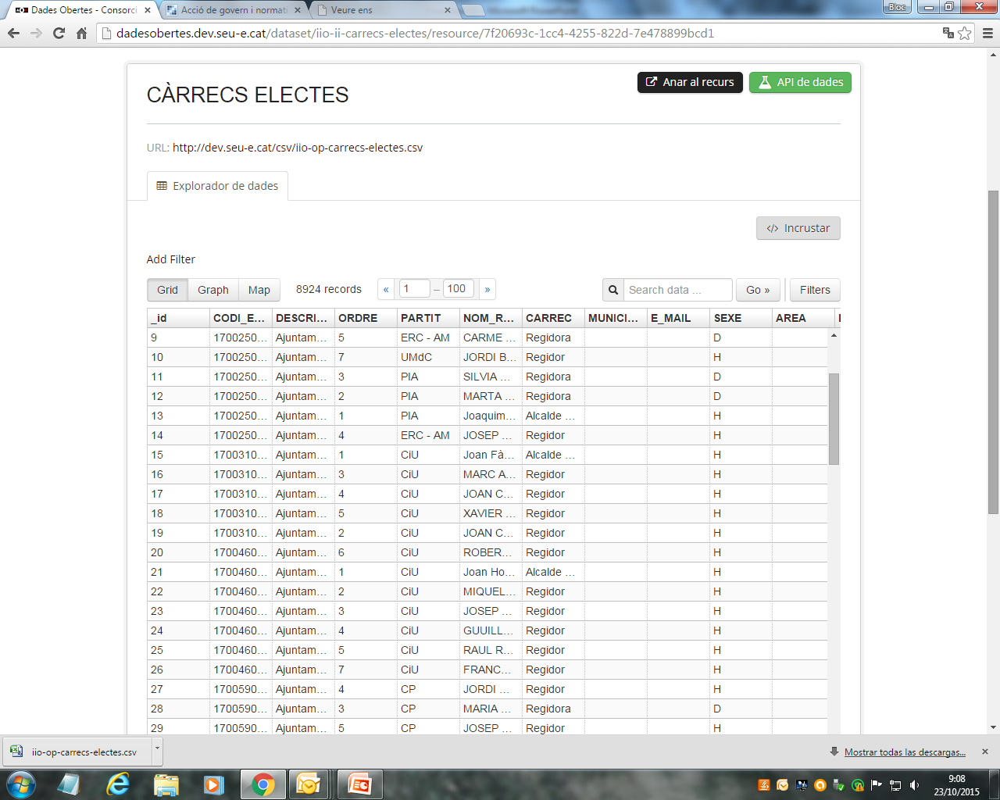 Dades Obertes - Consorci
Acció de govern i normati
Veure ens
Bloc
dadesobertes.dev.seu-e.cat/dataset/iio-ii-carrecs-electes/resource/7f20693c-1cc4-4255-822d-7e478899bcd1
CÀRRECS ELECTES
Anar al recurs
API de dades
URL: http://dev.seu-e.cat/csv/iio-op-carrecs-electes.csv
Explorador de dades
</> Incrustar
Add Filter
Grid Graph Map 8924 records « 1 – 100 » Search data ... Go » Filters
_id CODI_E... DESCRI... ORDRE PARTIT NOM_R... CARREC MUNICI... E_MAIL SEXE AREA
9 1700250... Ajuntam... 5 ERC - AM CARME ... Regidora D
10 1700250... Ajuntam... 7 UMdC JORDI B... Regidor H
11 1700250... Ajuntam... 3 PIA SILVIA ... Regidora D
12 1700250... Ajuntam... 2 PIA MARTA ... Regidora D
13 1700250... Ajuntam... 1 PIA Joaquim... Alcalde ... H
14 1700250... Ajuntam... 4 ERC - AM JOSEP ... Regidor H
15 1700310... Ajuntam... 1 CiU Joan Fà... Alcalde ... H
16 1700310... Ajuntam... 3 CiU MARC A... Regidor H
17 1700310... Ajuntam... 4 CiU JOAN C... Regidor H
18 1700310... Ajuntam... 5 CiU XAVIER ... Regidor H
19 1700310... Ajuntam... 2 CiU JOAN C... Regidor H
20 1700460... Ajuntam... 6 CiU ROBER... Regidor H
21 1700460... Ajuntam... 1 CiU Joan Ho... Alcalde ... H
22 1700460... Ajuntam... 2 CiU MIQUEL... Regidor H
23 1700460... Ajuntam... 3 CiU JOSEP ... Regidor H
24 1700460... Ajuntam... 4 CiU GUUILL... Regidor H
25 1700460... Ajuntam... 5 CiU RAUL R... Regidor H
26 1700460... Ajuntam... 7 CiU FRANC... Regidor H
27 1700590... Ajuntam... 4 CP JORDI ... Regidor H
28 1700590... Ajuntam... 3 CP MARIA ... Regidora D
29 1700590... Ajuntam... 5 CP JOSEP ... Regidor H
iio-op-carrecs-electes.csv
Mostrar todas las descargas...
9:08
23/10/2015